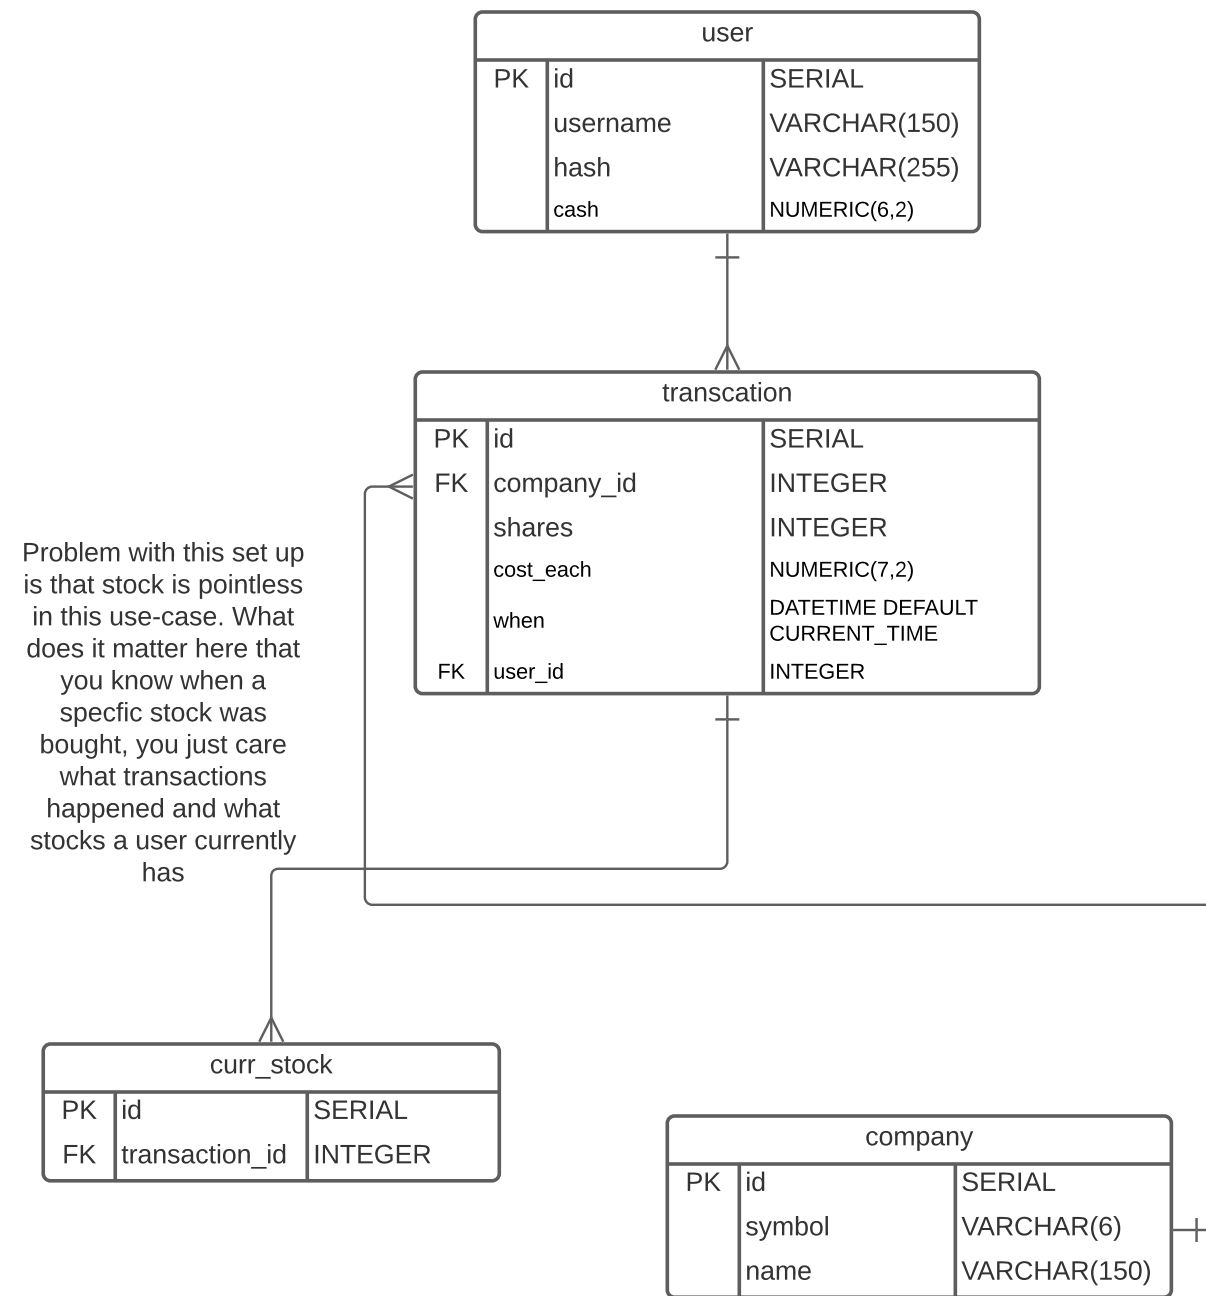 user
PK id SERIAL
username VARCHAR(150)
hash VARCHAR(255)
cash NUMERIC(6,2)
transcation
PK id SERIAL
FK company_id INTEGER
shares INTEGER
cost_each NUMERIC(7,2)
when DATETIME DEFAULT
CURRENT_TIME
FK user_id INTEGER
Problem with this set up
is that stock is pointless
in this use-case. What
does it matter here that
you know when a
specfic stock was
bought, you just care
what transactions
happened and what
stocks a user currently
has
curr_stock
PK id SERIAL
FK transaction_id INTEGER
company
PK id SERIAL
symbol VARCHAR(6)
name VARCHAR(150)